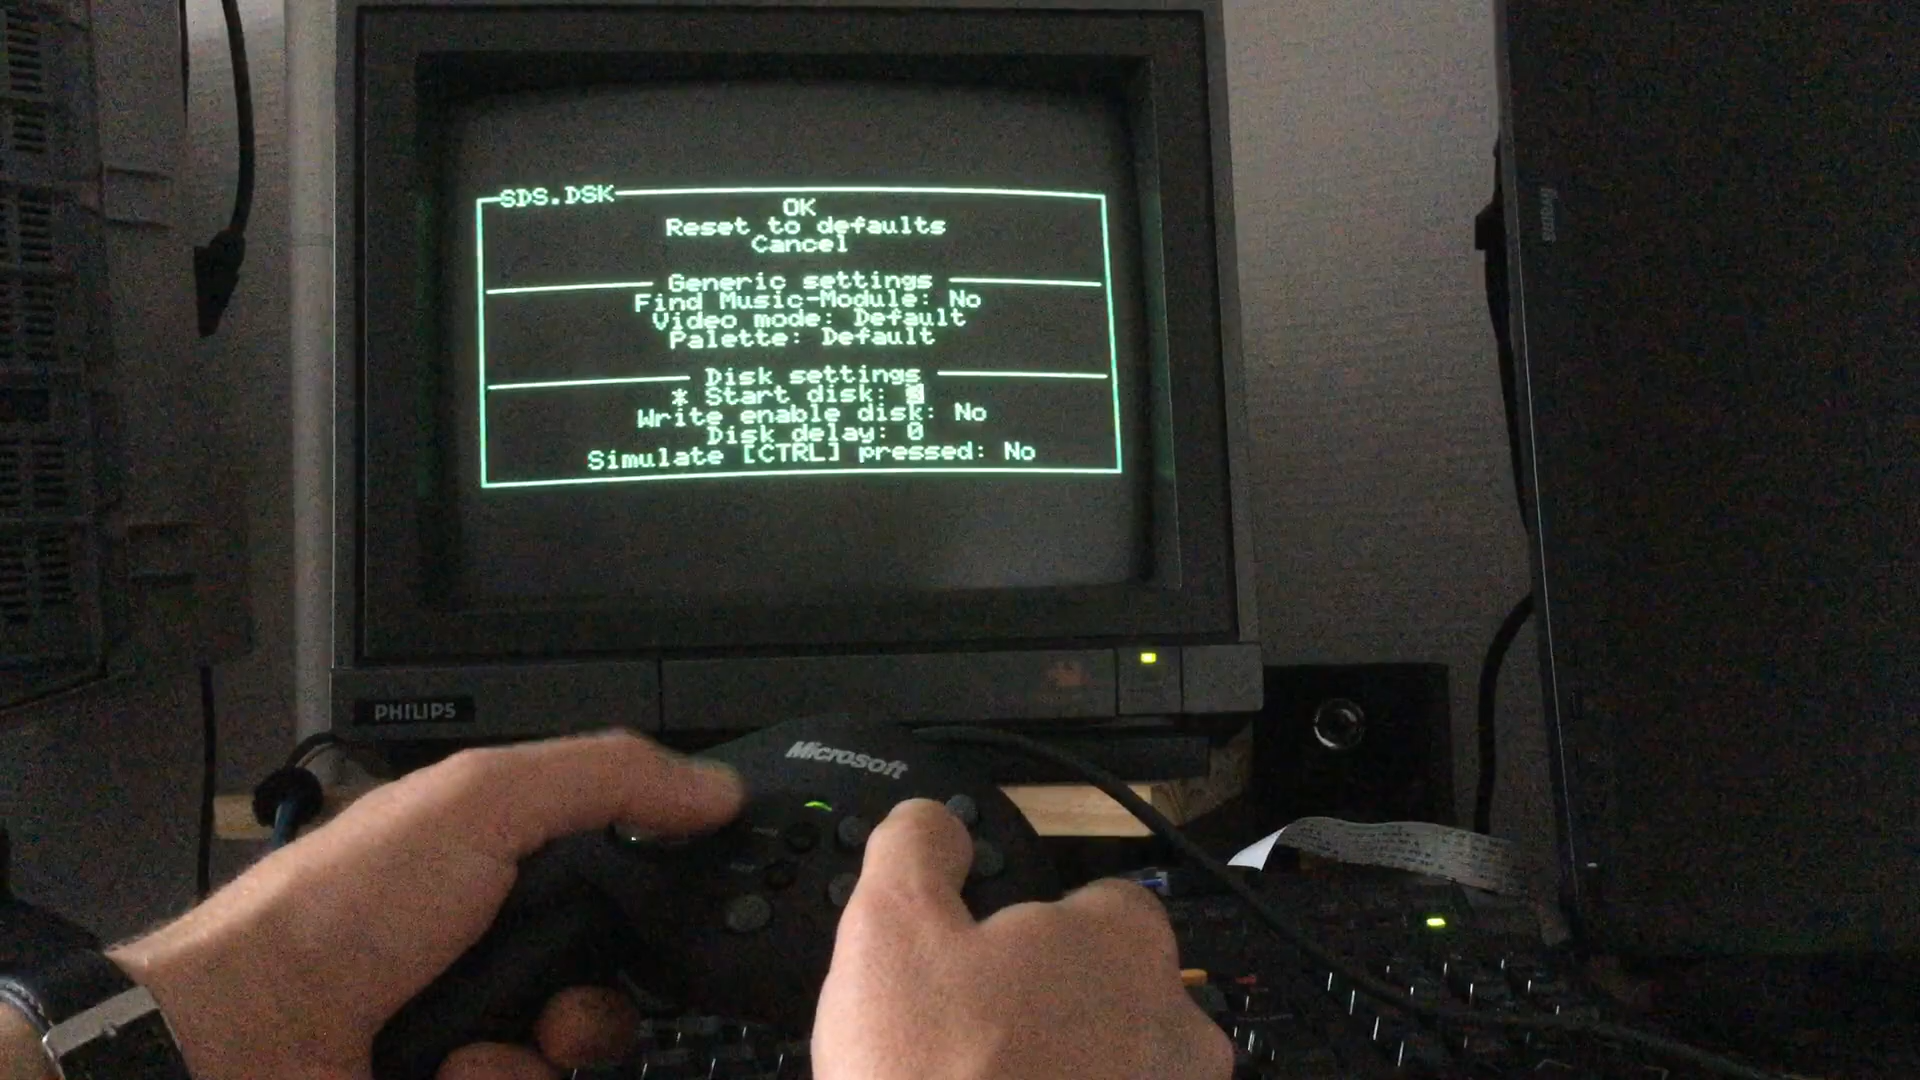 SDS.DSK
OK
Reset to defaults
Cancel
Generic settings
Find Music-Module: No
Video mode: Default
Palette: Default
Disk settings
* Start disk:
Write enable disk: No
Disk delay: 0
Simulate [CTRL] pressed: No
PHILIPS
Microsoft